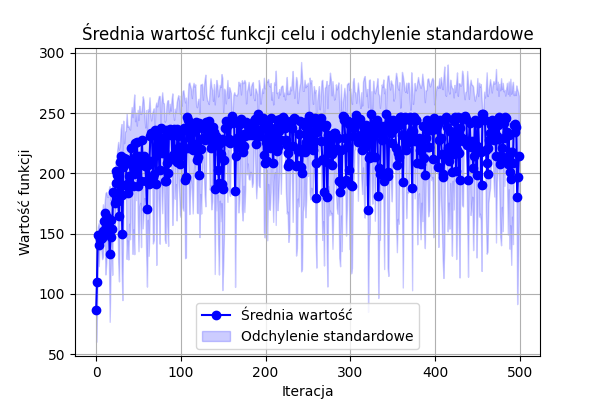 Średnia wartość funkcji celu i odchylenie standardowe
300
250
200
150
100
50
Wartość funkcji
Średnia wartość
Odchylenie standardowe
0
100
200
300
400
500
Iteracja